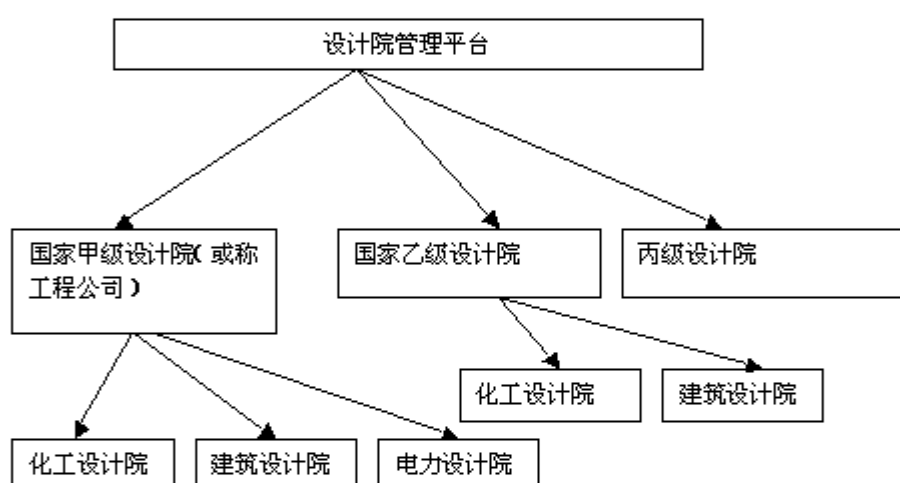 设计院管理平台
国家甲级设计院（或称
工程公司）
国家乙级设计院
丙级设计院
化工设计院
建筑设计院
化工设计院
建筑设计院
电力设计院